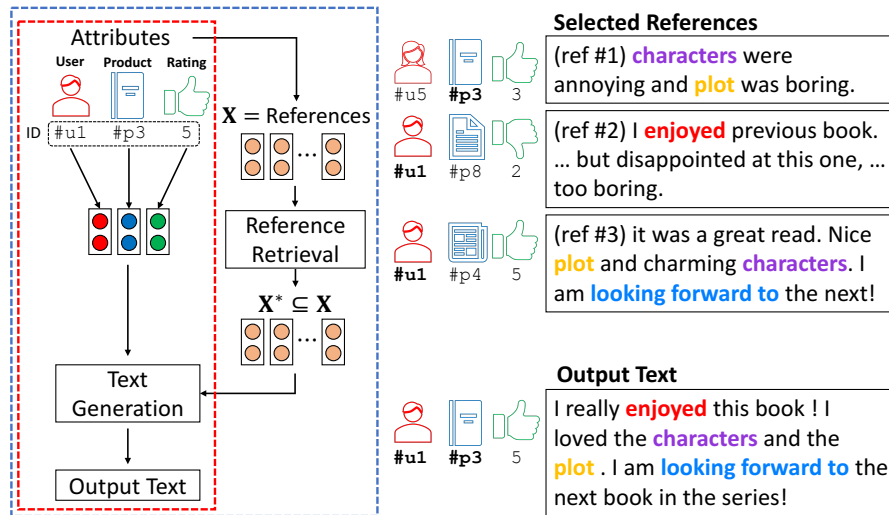 Attributes
User Product Rating
ID #u1 #p3 5
X = References
...
Reference
Retrieval
X* ⊆ X
...
Text
Generation
Output Text
Selected References
#u5 #p3 3
(ref #1) characters were
annoying and plot was boring.
#u1 #p8 2
(ref #2) I enjoyed previous book.
... but disappointed at this one, ...
too boring.
#u1 #p4 5
(ref #3) it was a great read. Nice
plot and charming characters. I
am looking forward to the next!
Output Text
#u1 #p3 5
I really enjoyed this book ! I
loved the characters and the
plot . I am looking forward to the
next book in the series!